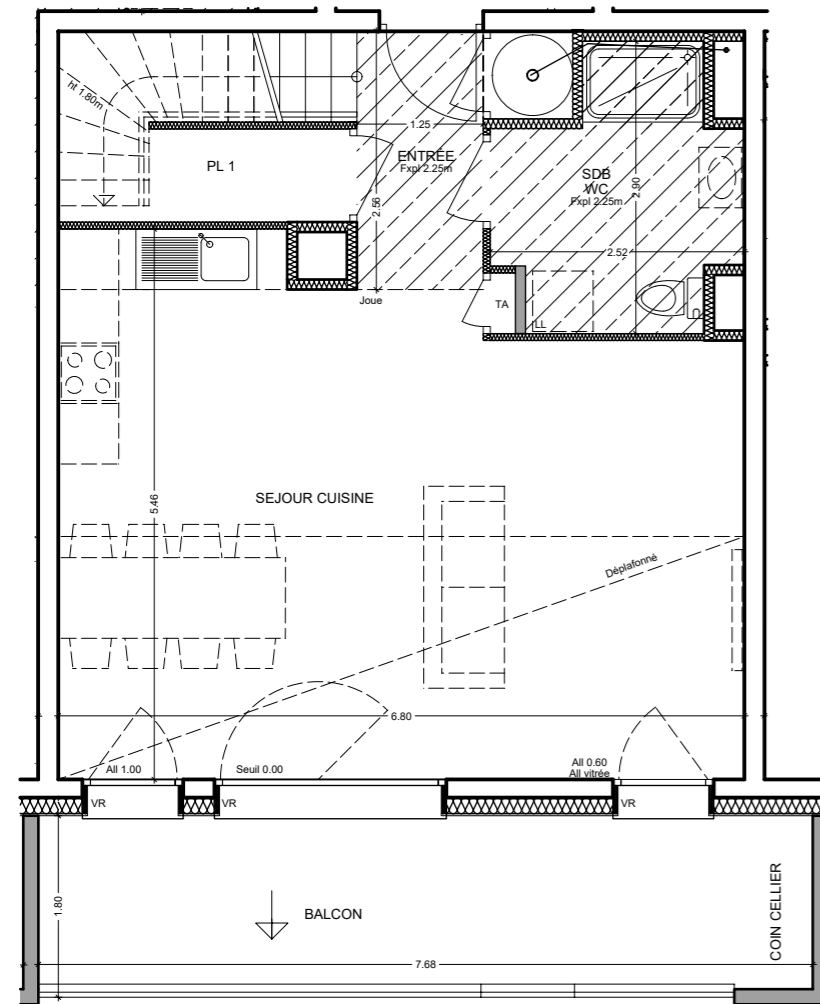 ht 1.80m
PL 1
1.25
ENTRÉE
Fxpl 2.25m
2.56
SDB
WC
Fxpl 2.25m
2.90
2.52
Joue
TA
LL
SEJOUR CUISINE
5.46
Déplafonné
6.80
All 1.00
Seuil 0.00
All 0.60
All vitrée
VR
VR
VR
1.80
BALCON
COIN CELLIER
7.68